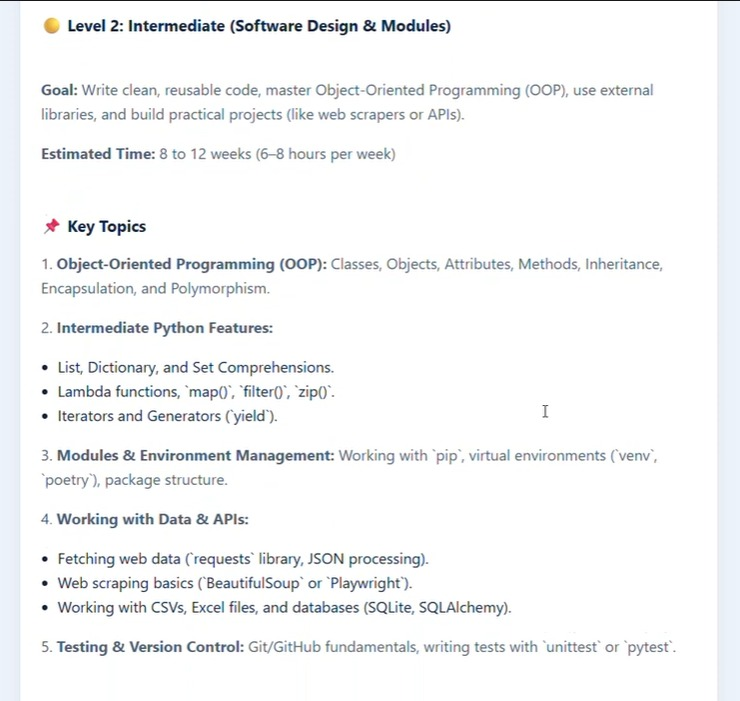 🟡 Level 2: Intermediate (Software Design & Modules)
Goal: Write clean, reusable code, master Object-Oriented Programming (OOP), use external
libraries, and build practical projects (like web scrapers or APIs).
Estimated Time: 8 to 12 weeks (6–8 hours per week)
📌 Key Topics
1. Object-Oriented Programming (OOP): Classes, Objects, Attributes, Methods, Inheritance,
Encapsulation, and Polymorphism.
2. Intermediate Python Features:
• List, Dictionary, and Set Comprehensions.
• Lambda functions, `map()`, `filter()`, `zip()`.
• Iterators and Generators (`yield`).
3. Modules & Environment Management: Working with `pip`, virtual environments (`venv`,
`poetry`), package structure.
4. Working with Data & APIs:
• Fetching web data (`requests` library, JSON processing).
• Web scraping basics (`BeautifulSoup` or `Playwright`).
• Working with CSVs, Excel files, and databases (SQLite, SQLAlchemy).
5. Testing & Version Control: Git/GitHub fundamentals, writing tests with `unittest` or `pytest`.